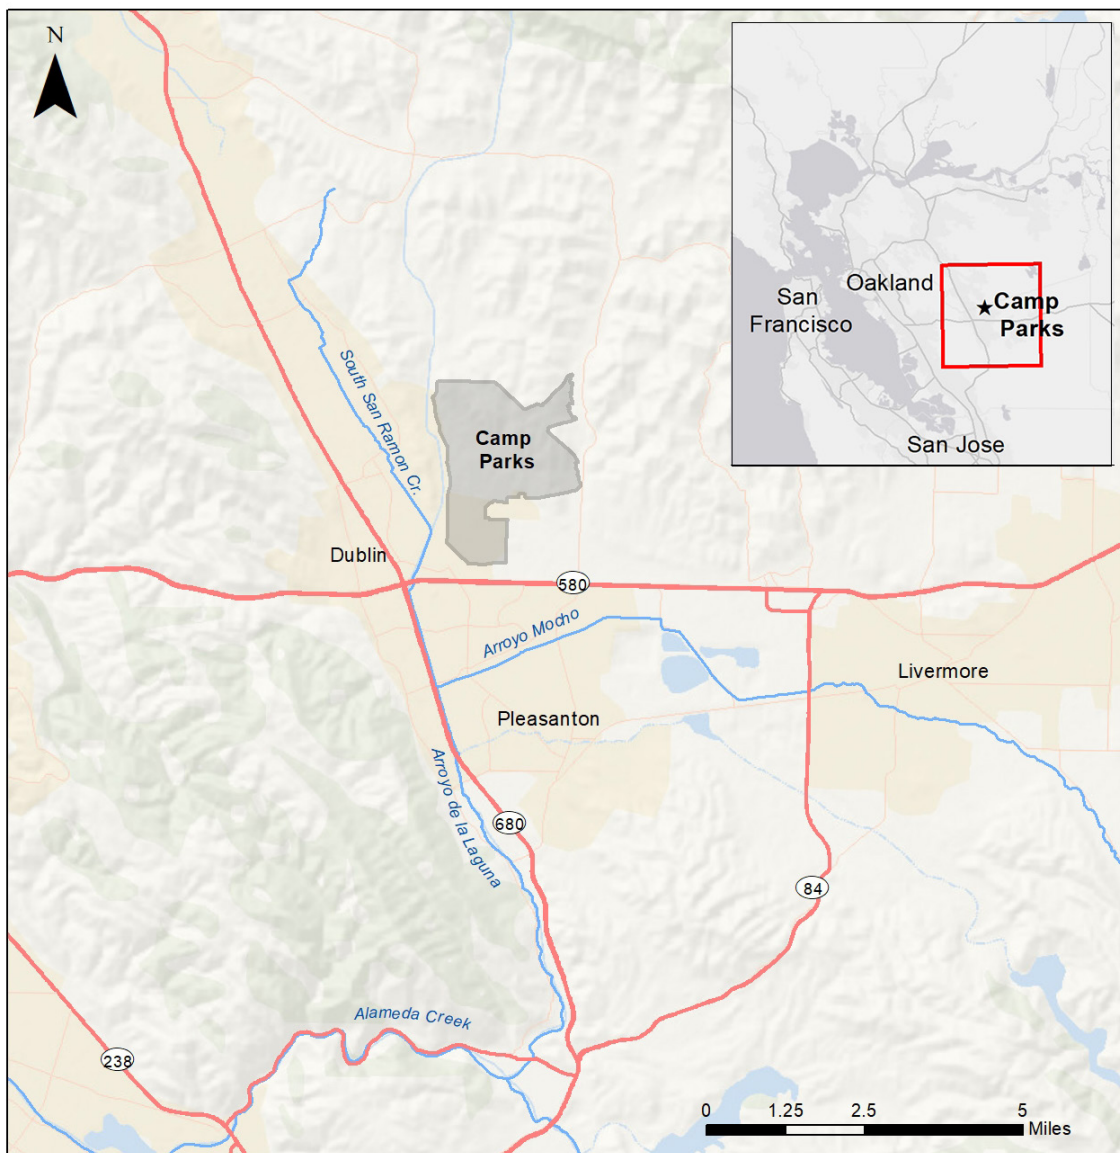 N
Oakland
San
Francisco
Camp
Parks
San Jose
South San Ramon Cr.
Camp
Parks
Dublin
580
Arroyo Mocho
Livermore
Pleasanton
Arroyo de la Laguna
680
84
Alameda Creek
238
0 1.25 2.5 5
Miles